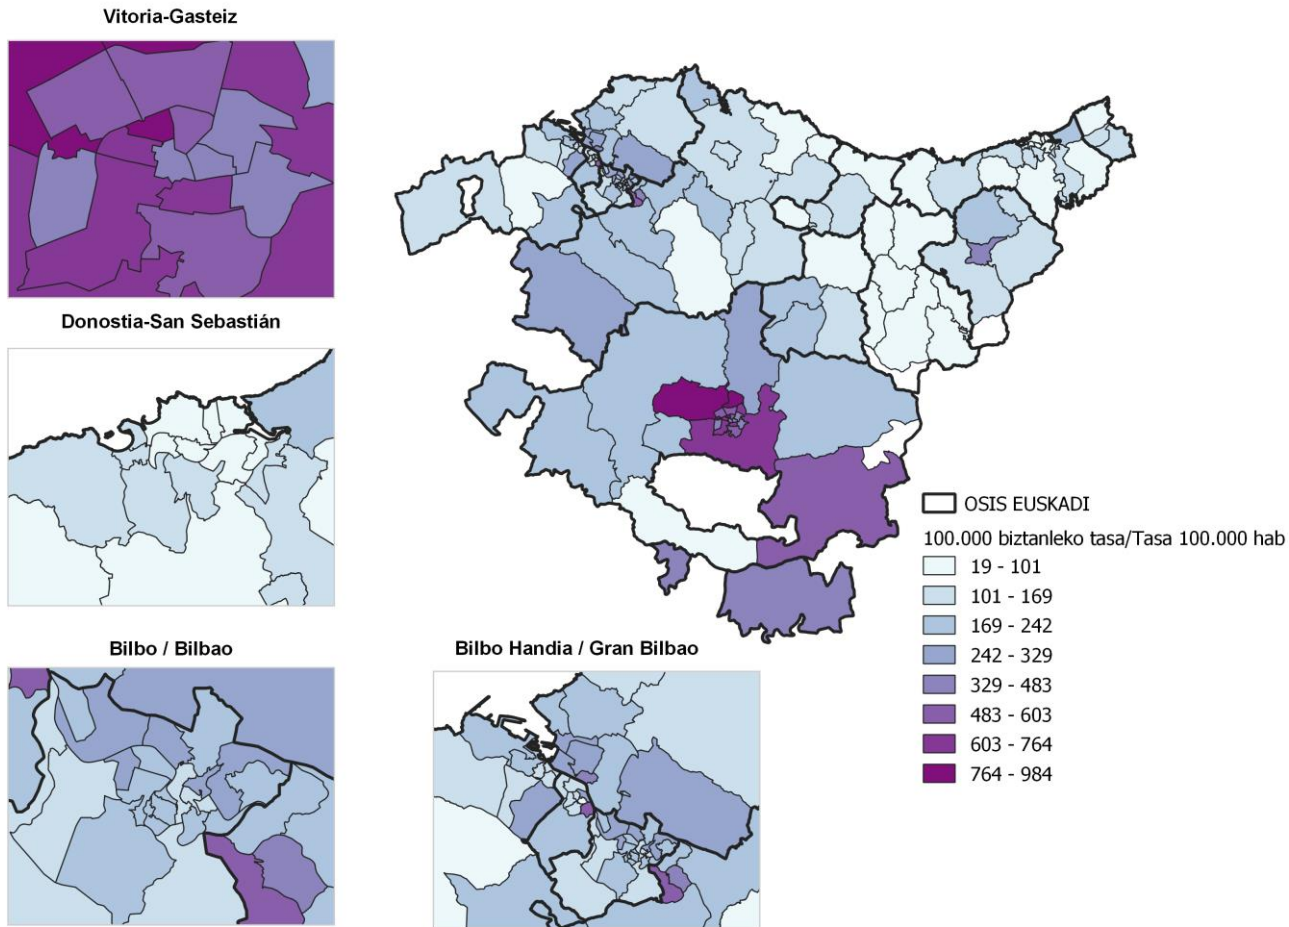 Vitoria-Gasteiz
Donostia-San Sebastián
Bilbo / Bilbao
Bilbo Handia / Gran Bilbao
OSIS EUSKADI
100.000 biztanleko tasa/Tasa 100.000 hab
19 - 101
101 - 169
169 - 242
242 - 329
329 - 483
483 - 603
603 - 764
764 - 984